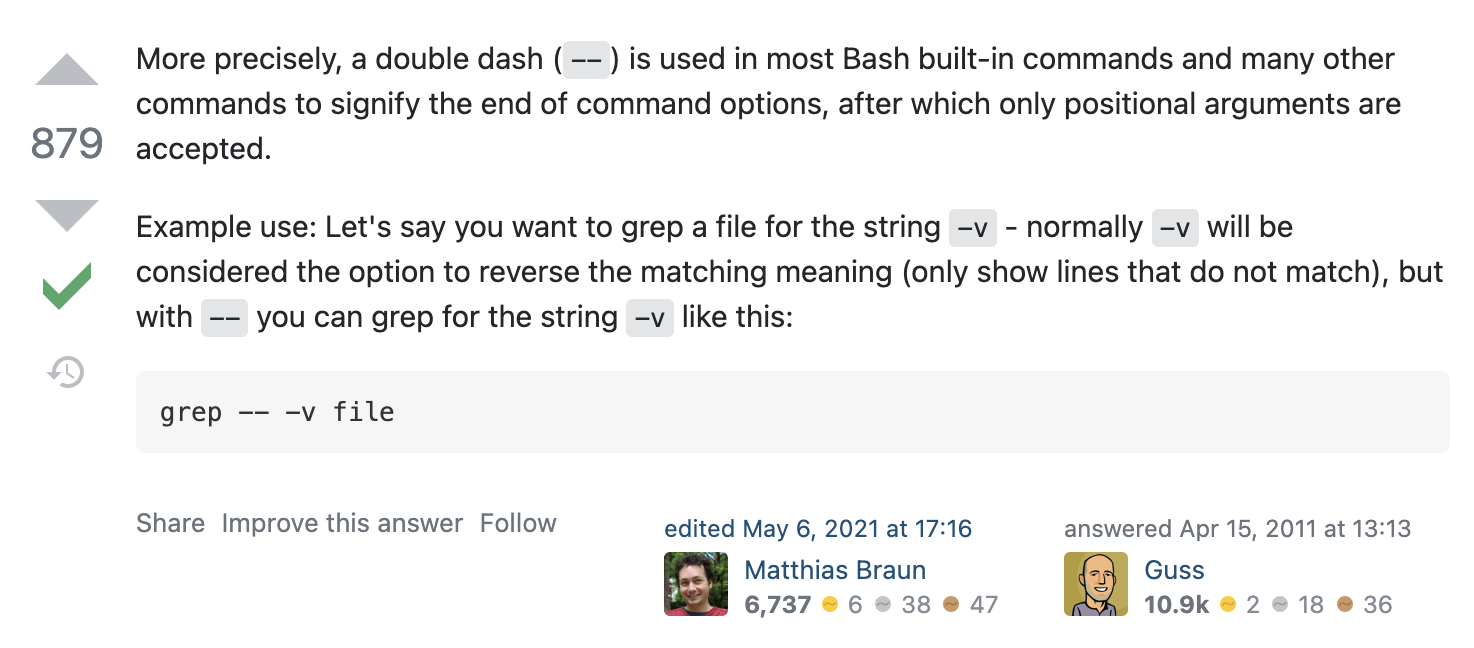 More precisely, a double dash (--) is used in most Bash built-in commands and many other
commands to signify the end of command options, after which only positional arguments are
accepted.
879
Example use: Let's say you want to grep a file for the string -v - normally -v will be
considered the option to reverse the matching meaning (only show lines that do not match), but
with -- you can grep for the string -v like this:
grep -- -v file
Share Improve this answer Follow
edited May 6, 2021 at 17:16
Matthias Braun
6,737 6 38 47
answered Apr 15, 2011 at 13:13
Guss
10.9k 2 18 36